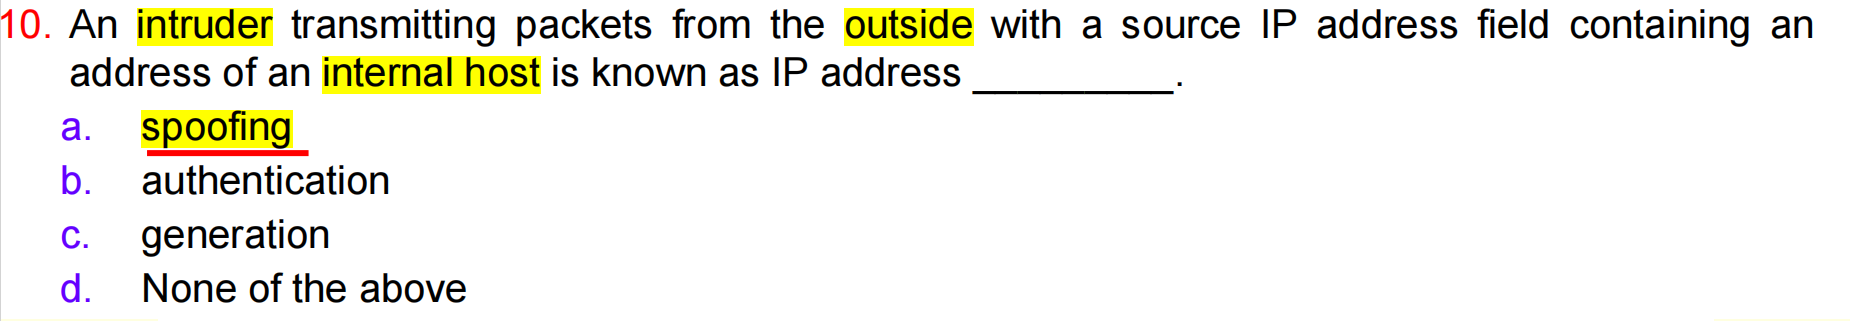 10. An intruder transmitting packets from the outside with a source IP address field containing an
address of an internal host is known as IP address _________.
a. spoofing
b. authentication
c. generation
d. None of the above